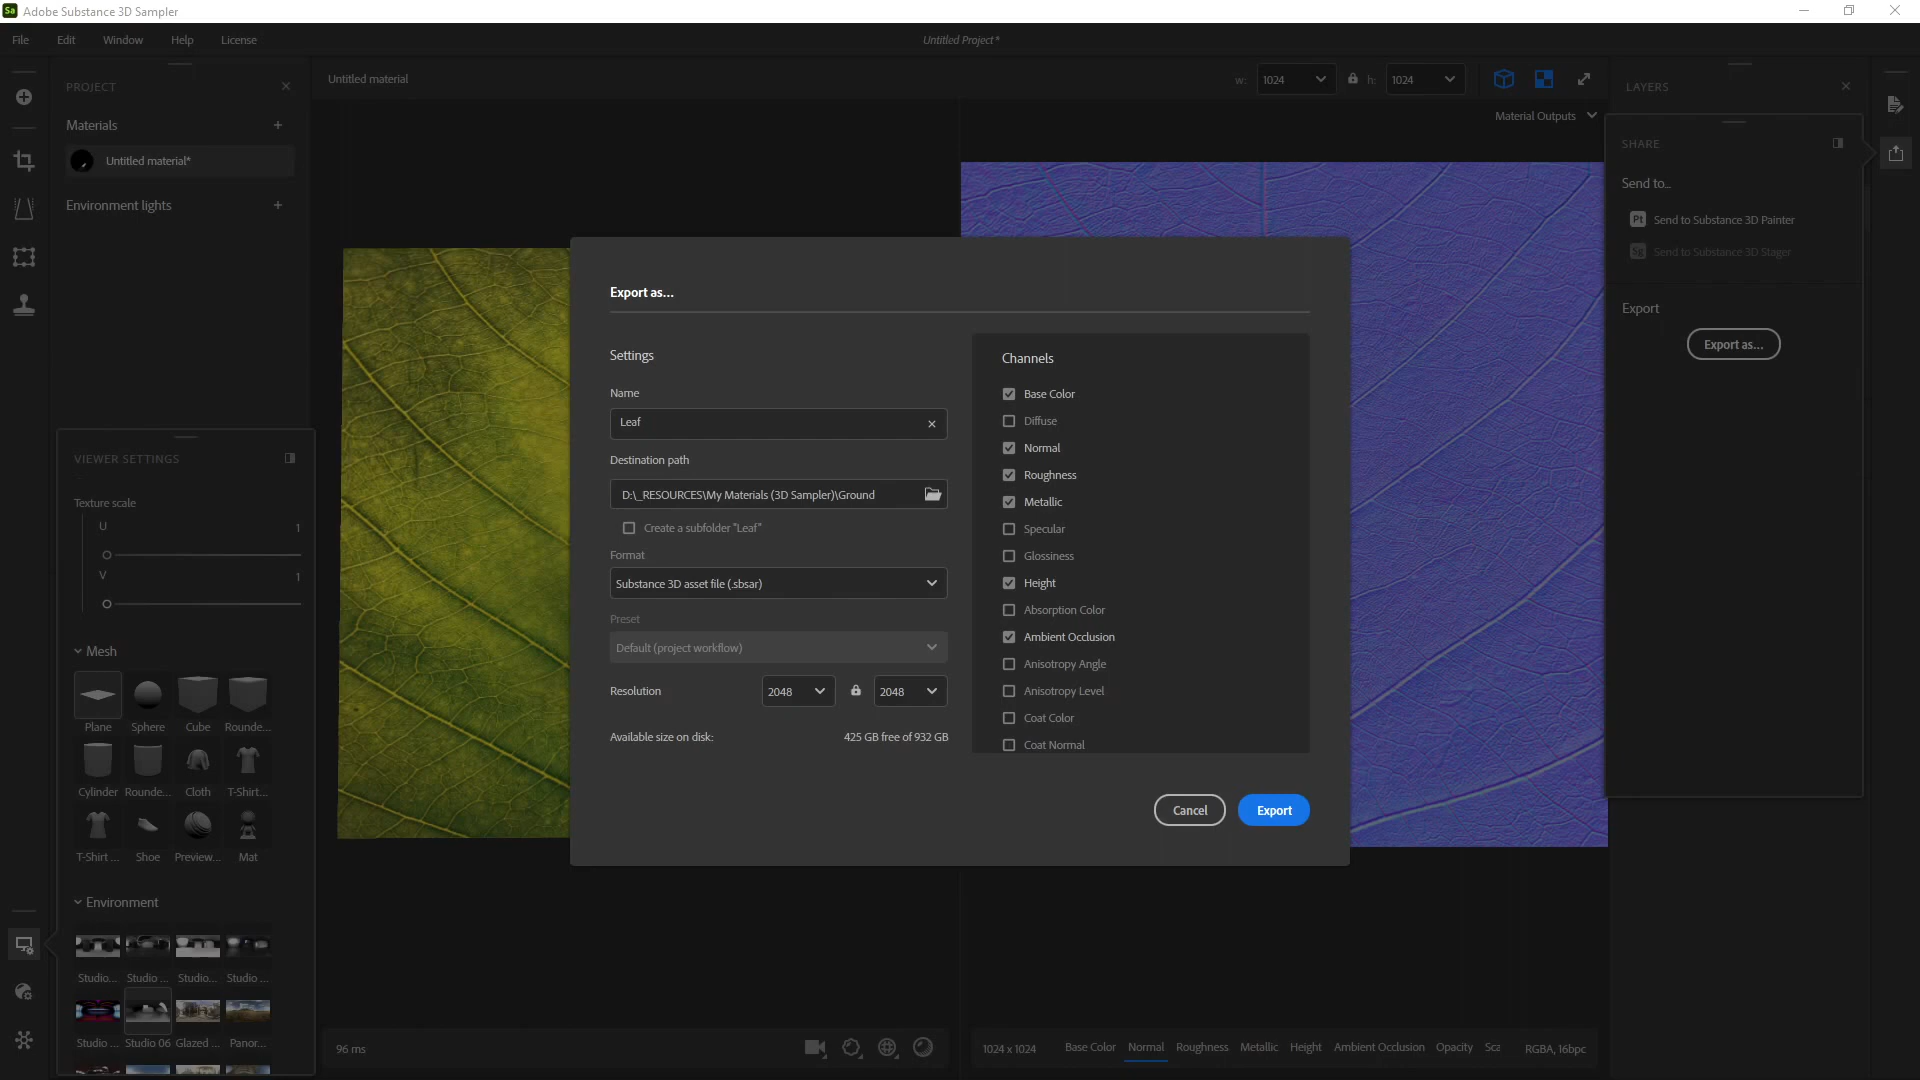 Sa Adobe Substance 3D Sampler
File Edit Window Help License Untitled Project*
PROJECT
Materials
Untitled material*
Environment lights
Untitled material
w: 1024 h: 1024
Material Outputs
LAYERS
SHARE
Send to...
Pt Send to Substance 3D Painter
Sg Send to Substance 3D Stager
Export
Export as...
Export as...
Settings
Name
Leaf
Destination path
D:\_RESOURCES\My Materials (3D Sampler)\Ground
Create a subfolder "Leaf"
Format
Substance 3D asset file (.sbsar)
Preset
Default (project workflow)
Resolution 2048 2048
Available size on disk: 425 GB free of 932 GB
Channels
Base Color
Diffuse
Normal
Roughness
Metallic
Specular
Glossiness
Height
Absorption Color
Ambient Occlusion
Anisotropy Angle
Anisotropy Level
Coat Color
Coat Normal
Cancel Export
VIEWER SETTINGS
Texture scale
U 1
V 1
Mesh
Plane Sphere Cube Rounde...
Cylinder Rounde... Cloth T-Shirt...
T-Shirt ... Shoe Preview... Mat
Environment
Studio... Studio ... Studio... Studio ...
Studio ... Studio 06 Glazed ... Panor...
96 ms
1024 x 1024 Base Color Normal Roughness Metallic Height Ambient Occlusion Opacity Sca RGBA, 16bpc